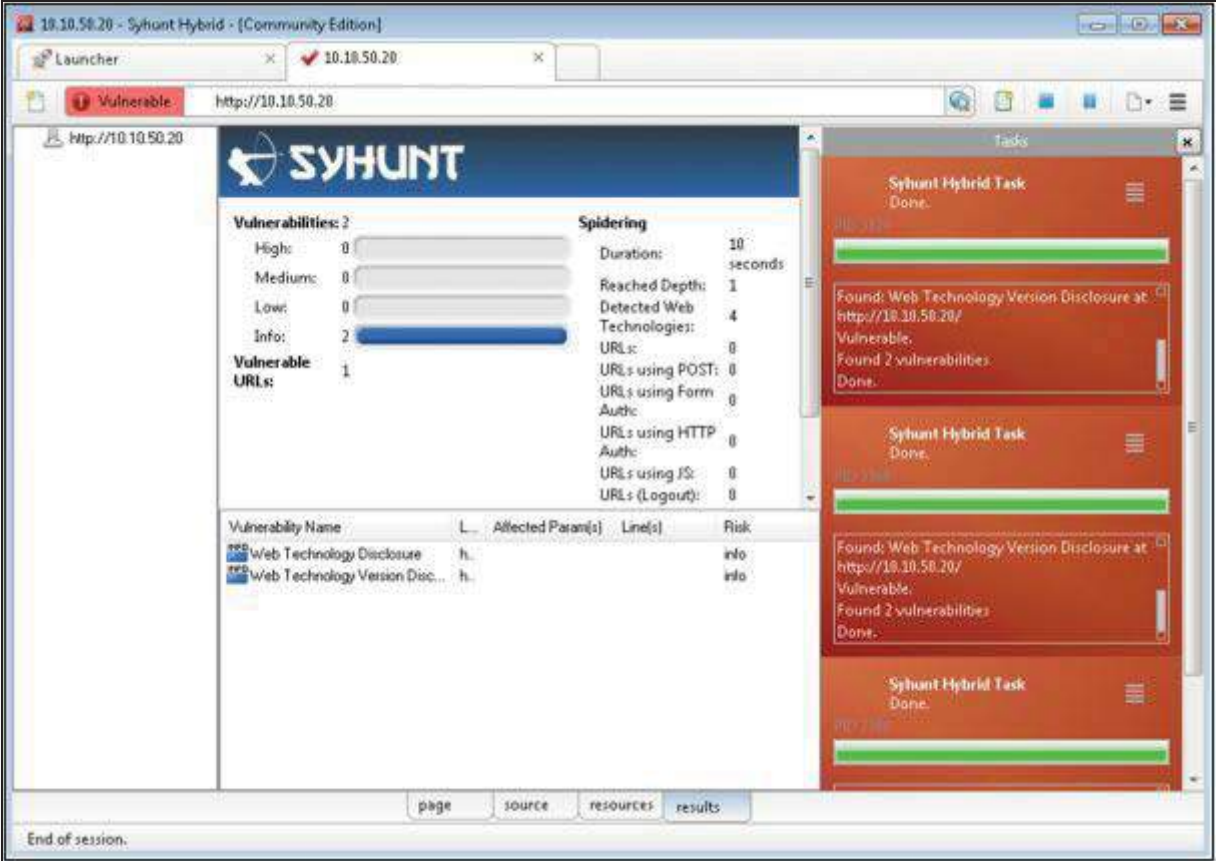 10.10.50.20 - Syhunt Hybrid - [Community Edition]
Launcher
10.10.50.20
Vulnerable
http://10.10.50.20
http://10.10.50.20
SYHUNT
Vulnerabilities: 2
High: 0
Medium: 0
Low: 0
Info: 2
Vulnerable
URLs: 1
Spidering
Duration: 10
seconds
Reached Depth: 1
Detected Web
Technologies: 4
URLs: 0
URLs using POST: 0
URLs using Form
Auth: 0
URLs using HTTP
Auth: 0
URLs using JS: 0
URLs (Logout): 0
Vulnerability Name L... Affected Param(s) Line(s) Risk
Web Technology Disclosure h.. info
Web Technology Version Disc... h.. info
Tasks
Syhunt Hybrid Task
Done.
Found: Web Technology Version Disclosure at
http://10.10.50.20/
Vulnerable.
Found 2 vulnerabilities
Done.
Syhunt Hybrid Task
Done.
Found: Web Technology Version Disclosure at
http://10.10.50.20/
Vulnerable.
Found 2 vulnerabilities
Done.
Syhunt Hybrid Task
Done.
page source resources results
End of session.